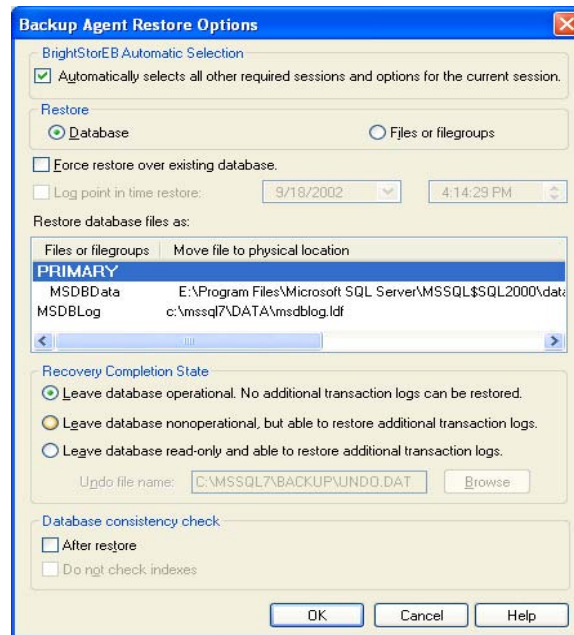 Backup Agent Restore Options
BrightStorEB Automatic Selection
Automatically selects all other required sessions and options for the current session.
Restore
Database Files or filegroups
Force restore over existing database.
Log point in time restore: 9/18/2002 4:14:29 PM
Restore database files as:
Files or filegroups Move file to physical location
PRIMARY
MSDBData E:\Program Files\Microsoft SQL Server\MSSQL$SQL2000\data
MSDBLog c:\mssql7\DATA\msdblog.ldf
Recovery Completion State
Leave database operational. No additional transaction logs can be restored.
Leave database nonoperational, but able to restore additional transaction logs.
Leave database read-only and able to restore additional transaction logs.
Undo file name: C:\MSSQL7\BACKUP\UNDO.DAT Browse
Database consistency check
After restore
Do not check indexes
OK Cancel Help